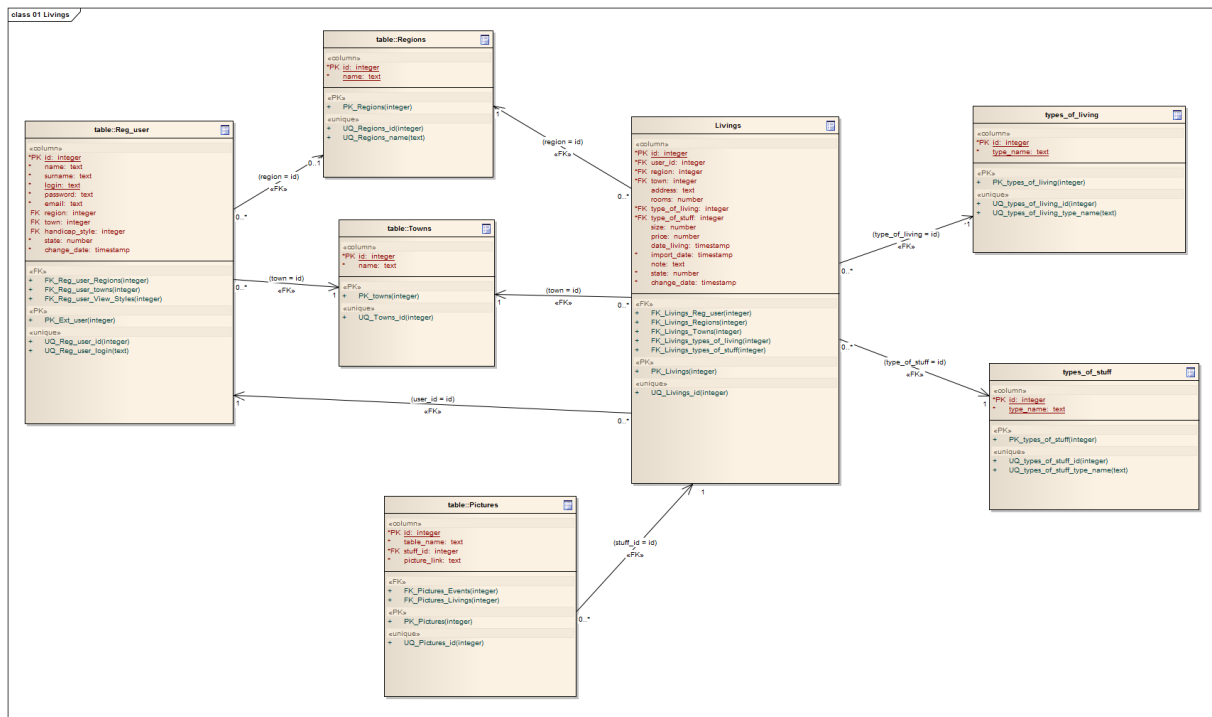 class 01 Livings
table::Regions
«column»
*PK id: integer
* name: text
«PK»
+ PK_Regions(integer)
«unique»
+ UQ_Regions_id(integer)
+ UQ_Regions_name(text)
table::Reg_user
«column»
*PK id: integer
* name: text
* surname: text
* login: text
* password: text
* email: text
FK region: integer
FK town: integer
FK handicap_style: integer
* state: number
* change_date: timestamp
«FK»
+ FK_Reg_user_Regions(integer)
+ FK_Reg_user_towns(integer)
+ FK_Reg_user_View_Styles(integer)
«PK»
+ PK_Ext_user(integer)
«unique»
+ UQ_Reg_user_id(integer)
+ UQ_Reg_user_login(text)
(region = id)
«FK»
0..1
0..*
(region = id)
«FK»
1
0..*
table::Towns
«column»
*PK id: integer
* name: text
«PK»
+ PK_towns(integer)
«unique»
+ UQ_Towns_id(integer)
(town = id)
«FK»
0..*
1
(town = id)
«FK»
1
0..*
(user_id = id)
«FK»
1
0..*
Livings
«column»
*PK id: integer
*FK user_id: integer
*FK region: integer
*FK town: integer
address: text
rooms: number
*FK type_of_living: integer
*FK type_of_stuff: integer
size: number
price: number
date_living: timestamp
* import_date: timestamp
note: text
* state: number
* change_date: timestamp
«FK»
+ FK_Livings_Reg_user(integer)
+ FK_Livings_Regions(integer)
+ FK_Livings_Towns(integer)
+ FK_Livings_types_of_living(integer)
+ FK_Livings_types_of_stuff(integer)
«PK»
+ PK_Livings(integer)
«unique»
+ UQ_Livings_id(integer)
types_of_living
«column»
*PK id: integer
* type_name: text
«PK»
+ PK_types_of_living(integer)
«unique»
+ UQ_types_of_living_id(integer)
+ UQ_types_of_living_type_name(text)
(type_of_living = id)
«FK»
0..*
-1
(type_of_stuff = id)
«FK»
0..*
1
types_of_stuff
«column»
*PK id: integer
* type_name: text
«PK»
+ PK_types_of_stuff(integer)
«unique»
+ UQ_types_of_stuff_id(integer)
+ UQ_types_of_stuff_type_name(text)
table::Pictures
«column»
*PK id: integer
* table_name: text
*FK stuff_id: integer
* picture_link: text
«FK»
+ FK_Pictures_Events(integer)
+ FK_Pictures_Livings(integer)
«PK»
+ PK_Pictures(integer)
«unique»
+ UQ_Pictures_id(integer)
1
(stuff_id = id)
«FK»
0..*